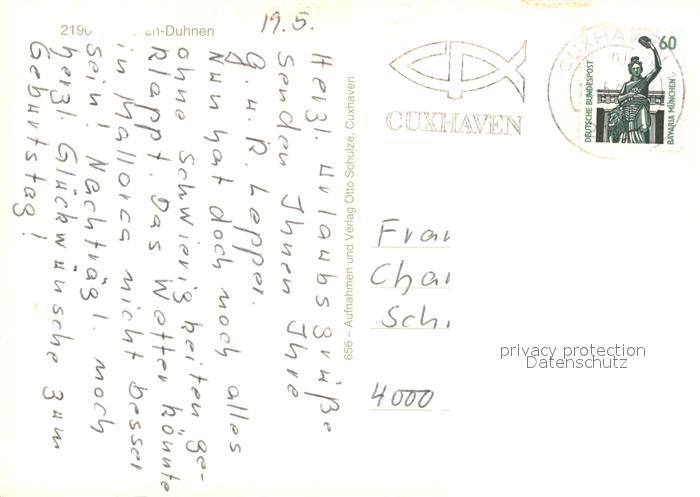 2190 en-Duhnen
19.5.
Herzl. Urlaubsgrüße
senden Ihnen Ihre
G. u. R. Lepper.
Nun hat doch noch alles
ohne Schwierigkeiten ge-
klappt. Das Wetter könnte
in Mallorca nicht besser
sein! Nachträgl. noch
herzl. Glückwünsche zum
Geburtstag!
656 – Aufnahmen und Verlag Otto Schulze, Cuxhaven
CUXHAVEN
CUXHA
DEUTSCHE BUNDESPOST
60
BAVARIA MÜNCHEN
Frau
Char
Sch
4000
privacy protection
Datenschutz